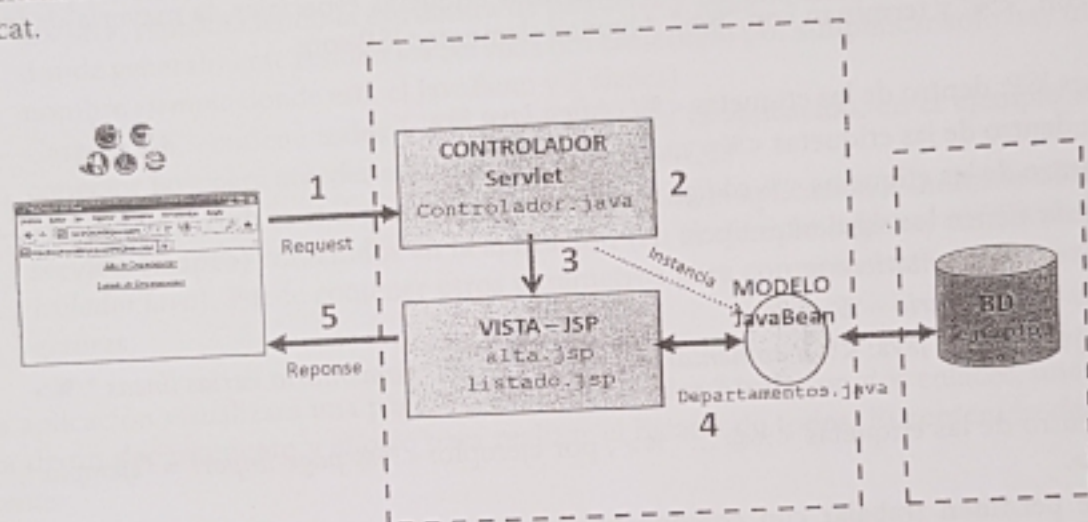 cat.
CONTROLADOR
Servlet
Controlador.java
1
Request
2
3
Instancia
MODELO
JavaBean
Departamentos.java
4
VISTA – JSP
alta.jsp
listado.jsp
5
Reponse
BD